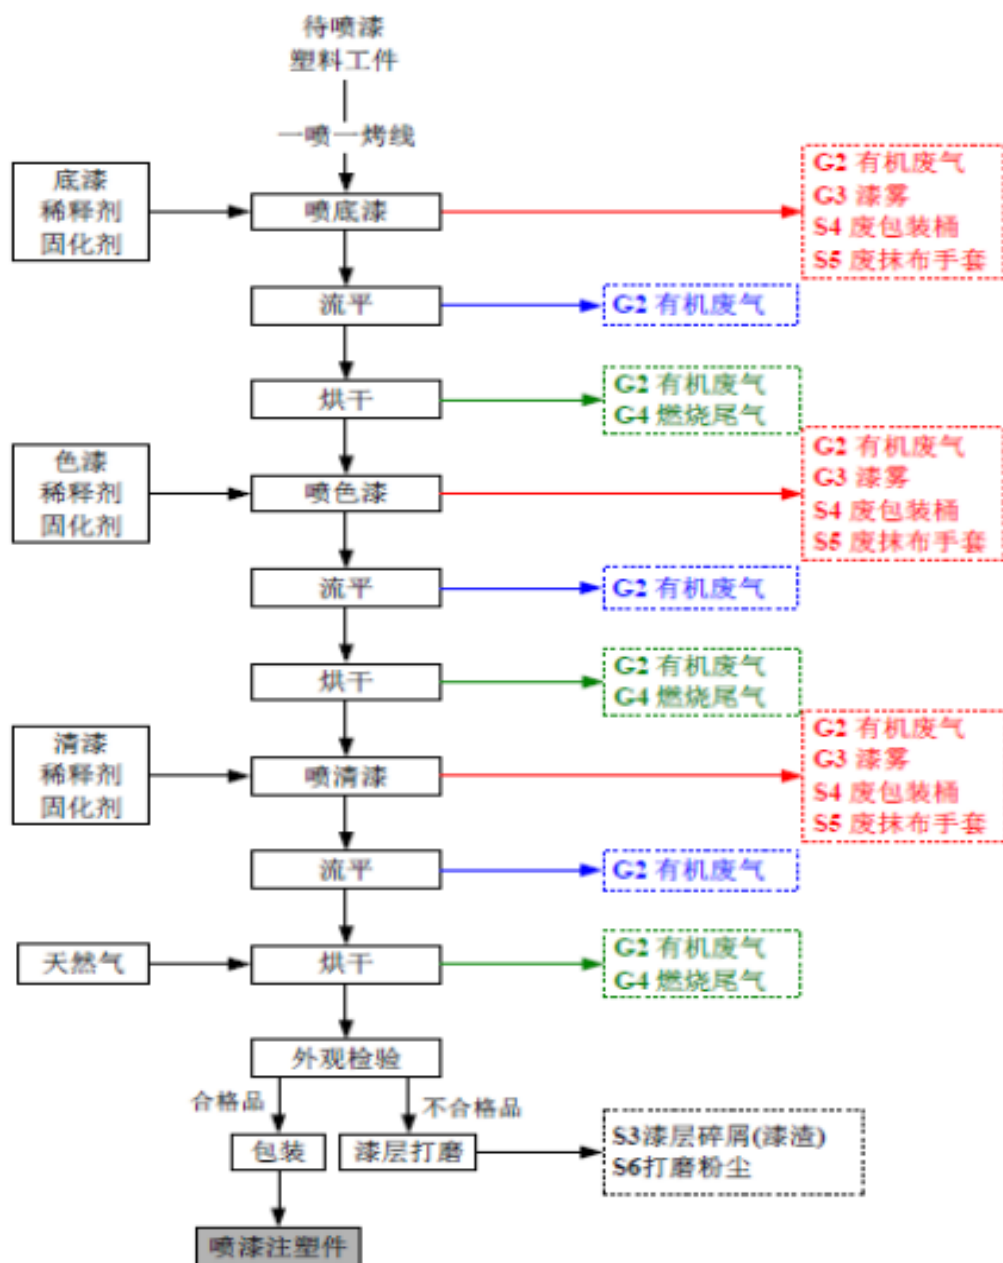 待喷漆
塑料工件
一喷一烤线
底漆
稀释剂
固化剂
喷底漆
G2 有机废气
G3 漆雾
S4 废包装桶
S5 废抹布手套
流平
G2 有机废气
烘干
G2 有机废气
G4 燃烧尾气
色漆
稀释剂
固化剂
喷色漆
G2 有机废气
G3 漆雾
S4 废包装桶
S5 废抹布手套
流平
G2 有机废气
烘干
G2 有机废气
G4 燃烧尾气
清漆
稀释剂
固化剂
喷清漆
G2 有机废气
G3 漆雾
S4 废包装桶
S5 废抹布手套
流平
G2 有机废气
天然气
烘干
G2 有机废气
G4 燃烧尾气
外观检验
合格品
不合格品
包装
漆层打磨
S3漆层碎屑(漆渣)
S6打磨粉尘
喷漆注塑件